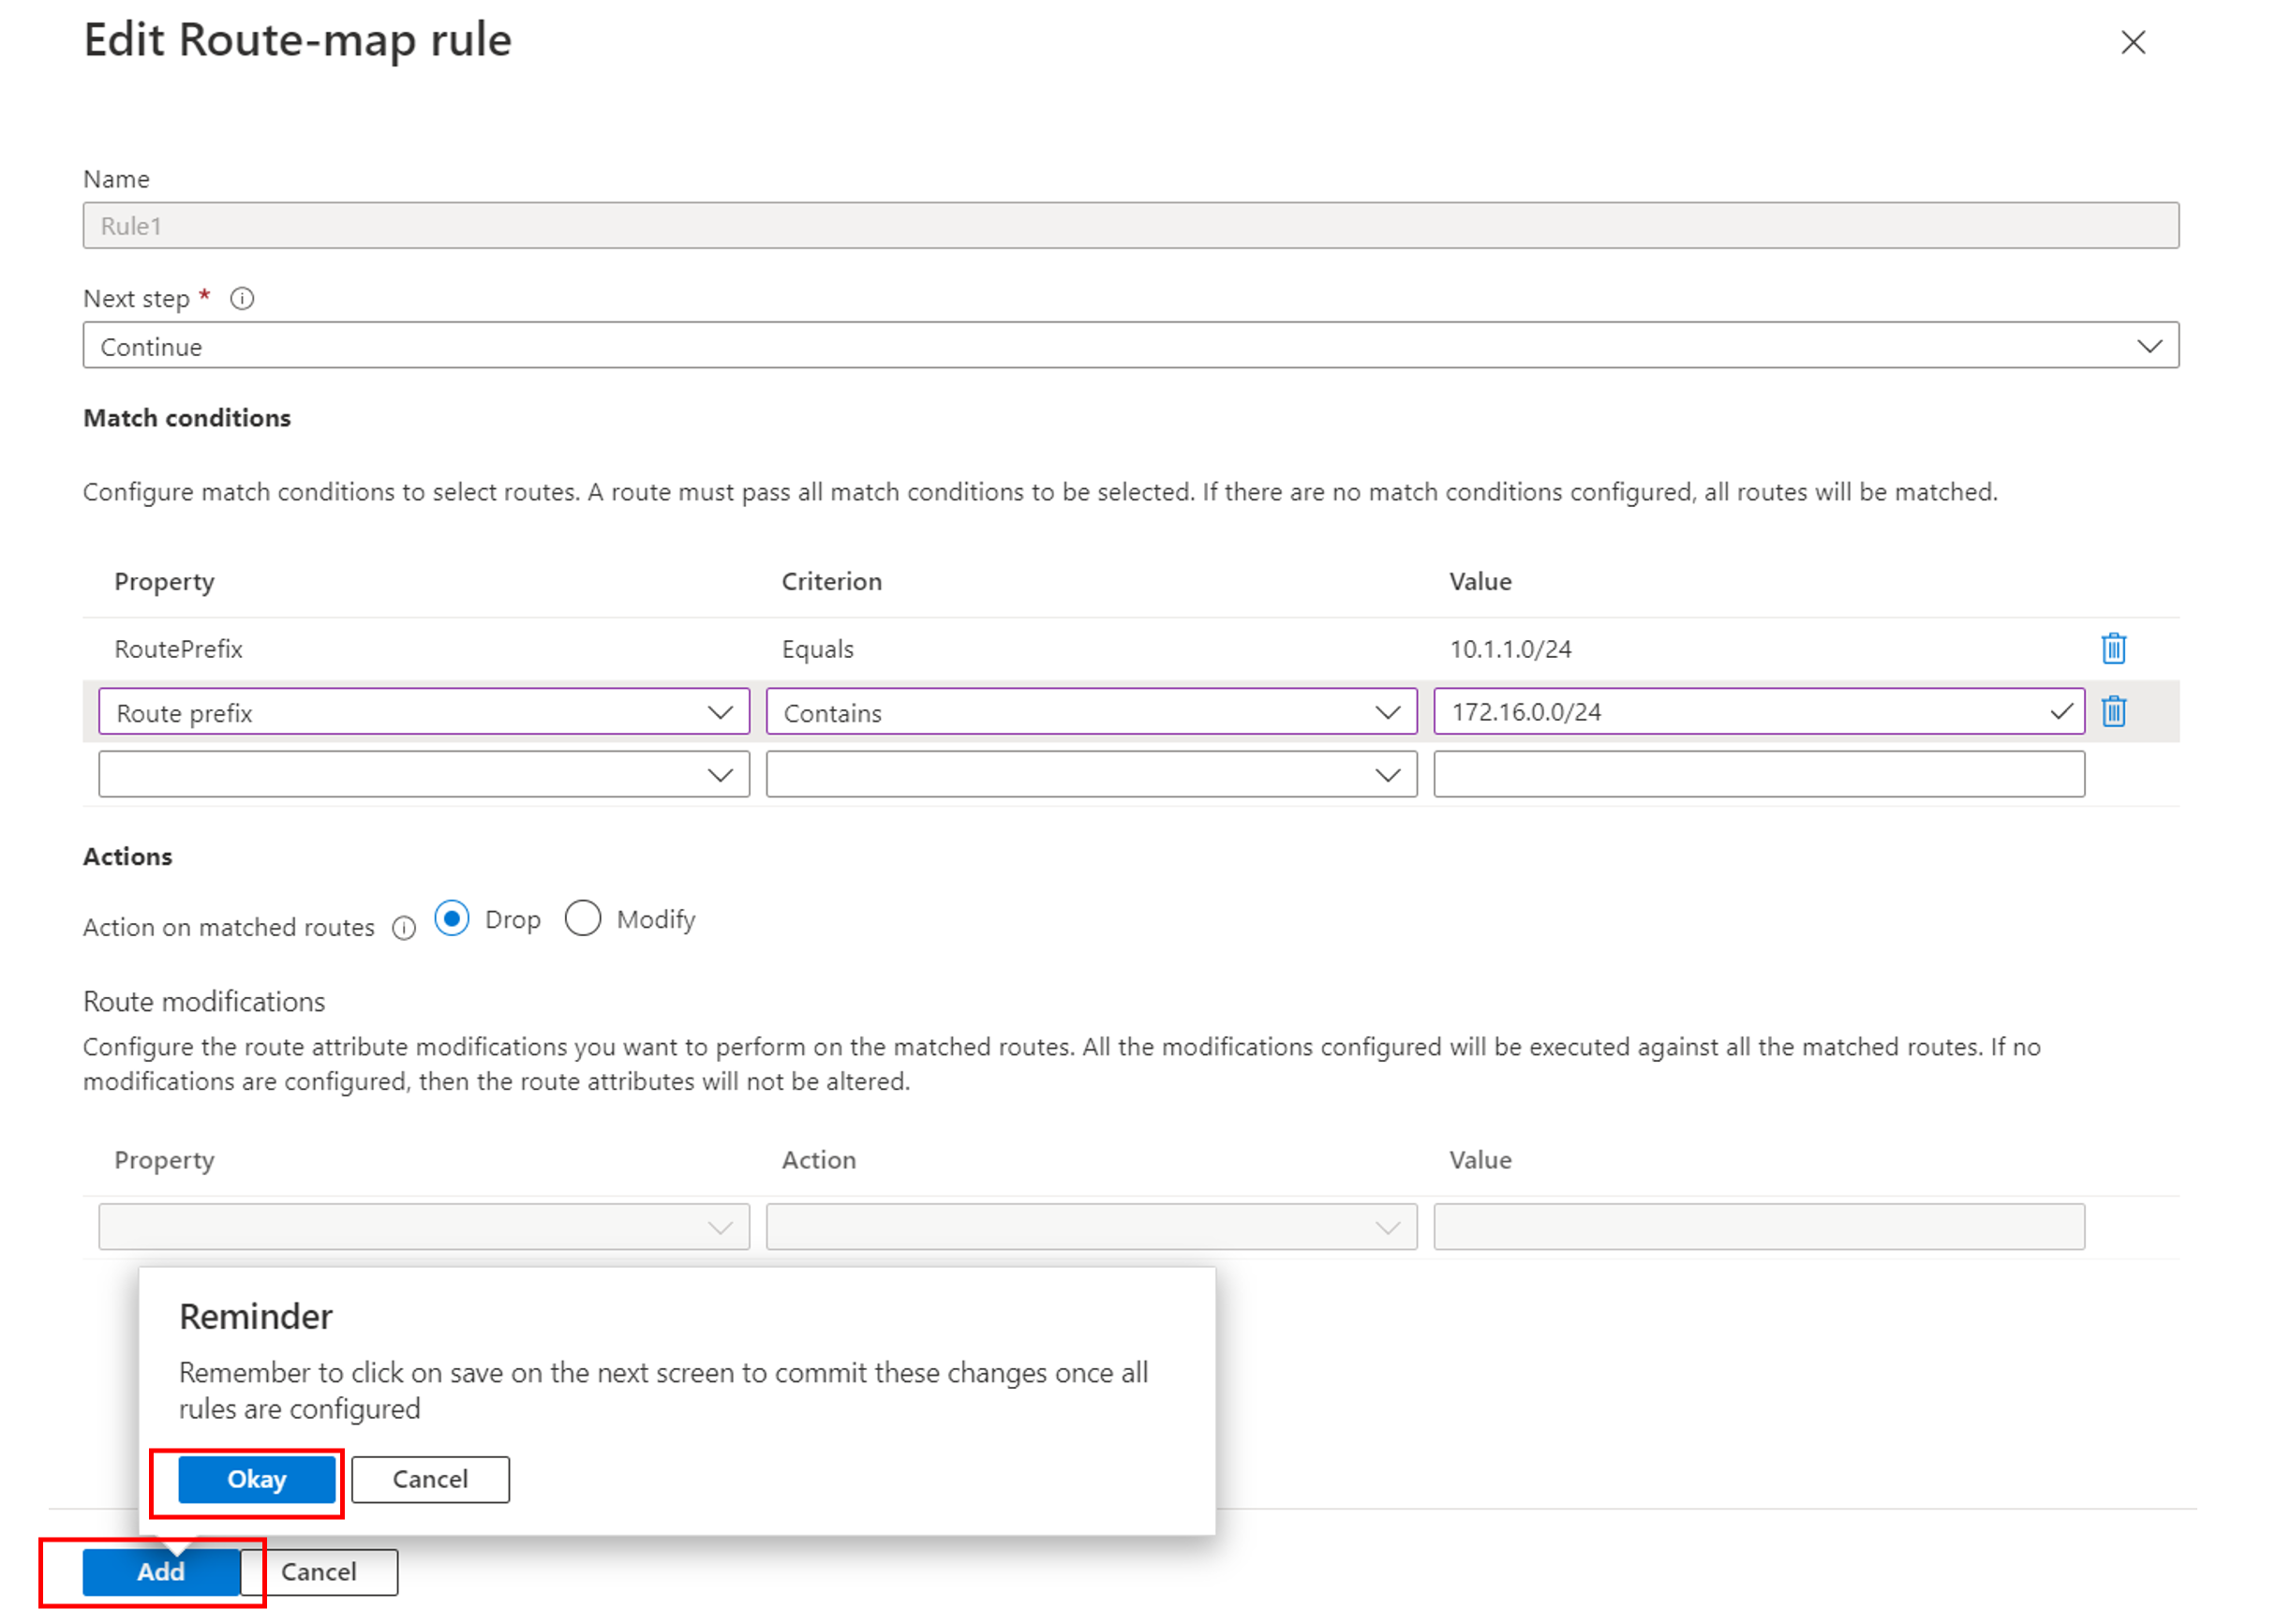 Edit Route-map rule
Name
Rule1
Next step *
Continue
Match conditions
Configure match conditions to select routes. A route must pass all match conditions to be selected. If there are no match conditions configured, all routes will be matched.
Property Criterion Value
RoutePrefix Equals 10.1.1.0/24
Route prefix Contains 172.16.0.0/24
Actions
Action on matched routes Drop Modify
Route modifications
Configure the route attribute modifications you want to perform on the matched routes. All the modifications configured will be executed against all the matched routes. If no
modifications are configured, then the route attributes will not be altered.
Property Action Value
Reminder
Remember to click on save on the next screen to commit these changes once all
rules are configured
Okay Cancel
Add Cancel